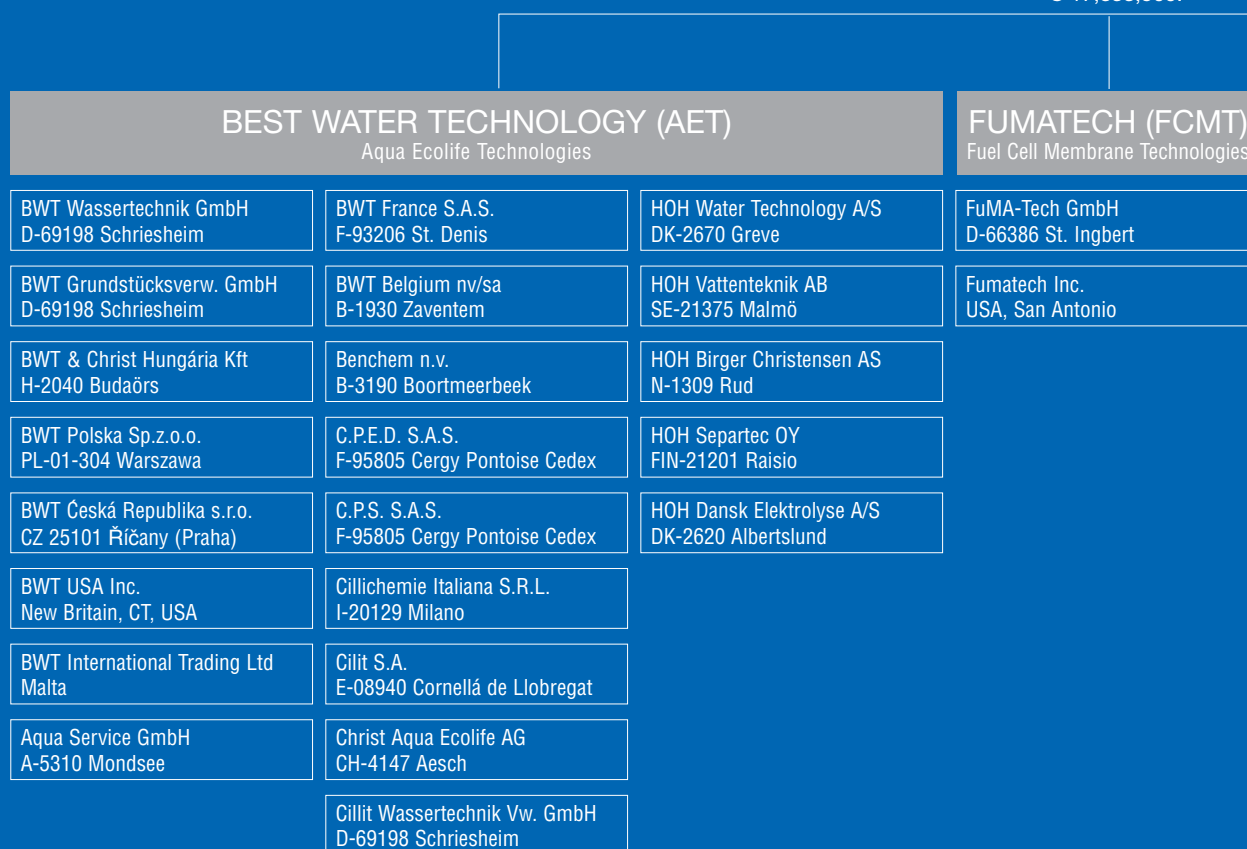 BEST WATER TECHNOLOGY (AET)
Aqua Ecolife Technologies
BWT Wassertechnik GmbH
D-69198 Schriesheim
BWT Grundstücksverw. GmbH
D-69198 Schriesheim
BWT & Christ Hungária Kft
H-2040 Budaörs
BWT Polska Sp.z.o.o.
PL-01-304 Warszawa
BWT Ćeská Republika s.r.o.
CZ 25101 Říčany (Praha)
BWT USA Inc.
New Britain, CT, USA
BWT International Trading Ltd
Malta
Aqua Service GmbH
A-5310 Mondsee
BWT France S.A.S.
F-93206 St. Denis
BWT Belgium nv/sa
B-1930 Zaventem
Benchem n.v.
B-3190 Boortmeerbeek
C.P.E.D. S.A.S.
F-95805 Cergy Pontoise Cedex
C.P.S. S.A.S.
F-95805 Cergy Pontoise Cedex
Cillichemie Italiana S.R.L.
I-20129 Milano
Cilit S.A.
E-08940 Cornellá de Llobregat
Christ Aqua Ecolife AG
CH-4147 Aesch
Cillit Wassertechnik Vw. GmbH
D-69198 Schriesheim
HOH Water Technology A/S
DK-2670 Greve
HOH Vattenteknik AB
SE-21375 Malmö
HOH Birger Christensen AS
N-1309 Rud
HOH Separtec OY
FIN-21201 Raisio
HOH Dansk Elektrolyse A/S
DK-2620 Albertslund
FUMATECH (FCMT)
Fuel Cell Membrane Technologies
FuMA-Tech GmbH
D-66386 St. Ingbert
Fumatech Inc.
USA, San Antonio